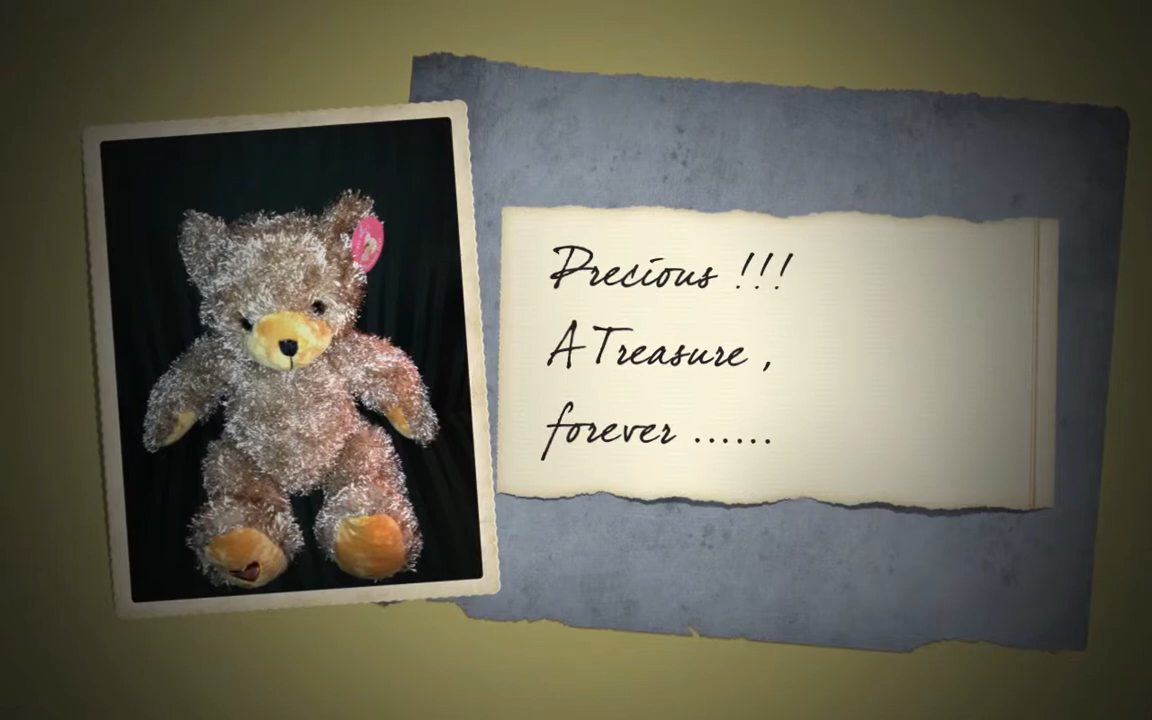 Precious !!!
A Treasure ,
forever ......